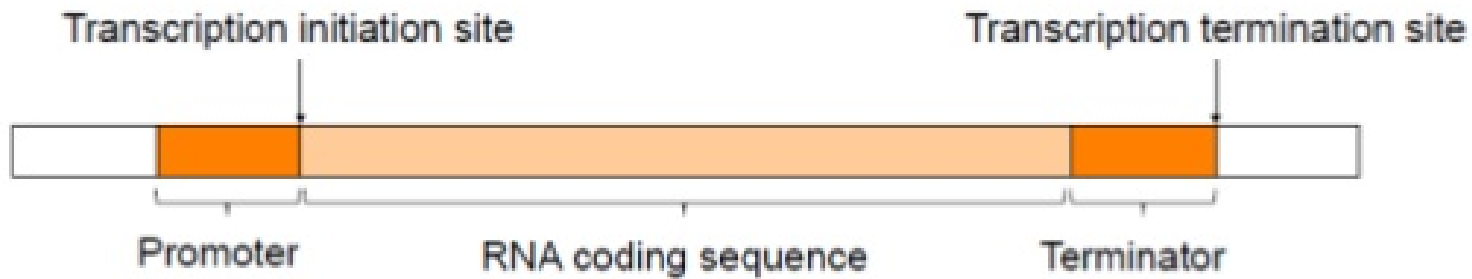 Transcription initiation site
Transcription termination site
Promoter
RNA coding sequence
Terminator